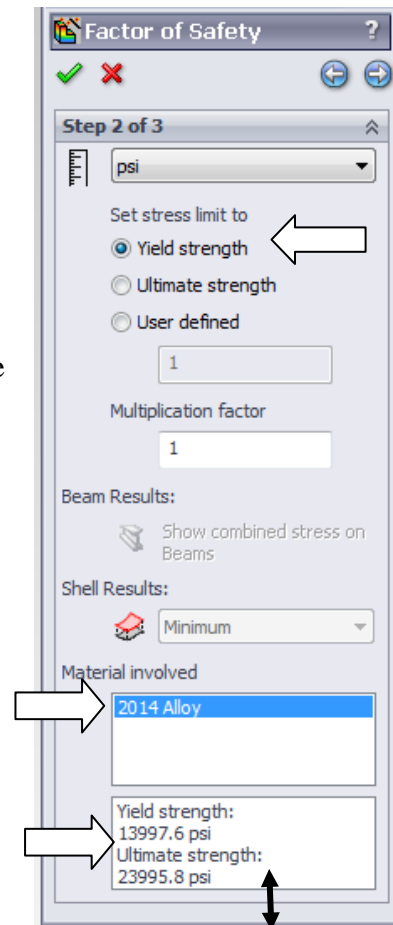 Factor of Safety ?
Step 2 of 3
psi
Set stress limit to
Yield strength
Ultimate strength
User defined
e
1
Multiplication factor
1
Beam Results:
Show combined stress on
Beams
Shell Results:
Minimum
Material involved
2014 Alloy
Yield strength:
13997.6 psi
Ultimate strength:
23995.8 psi